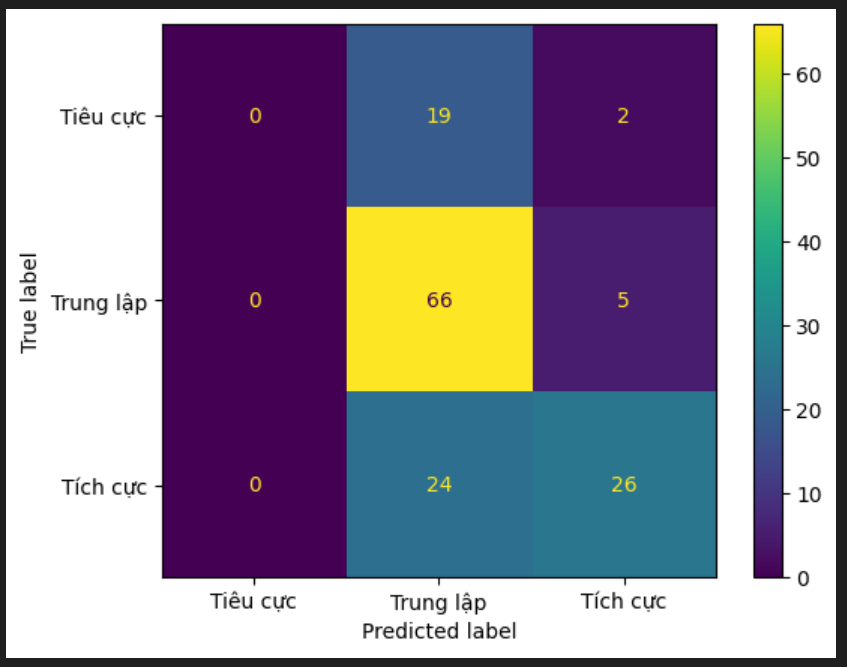 True label
Tiêu cực
0
19
2
Trung lập
0
66
5
Tích cực
0
24
26
Tiêu cực
Trung lập
Tích cực
Predicted label
60
50
40
30
20
10
0